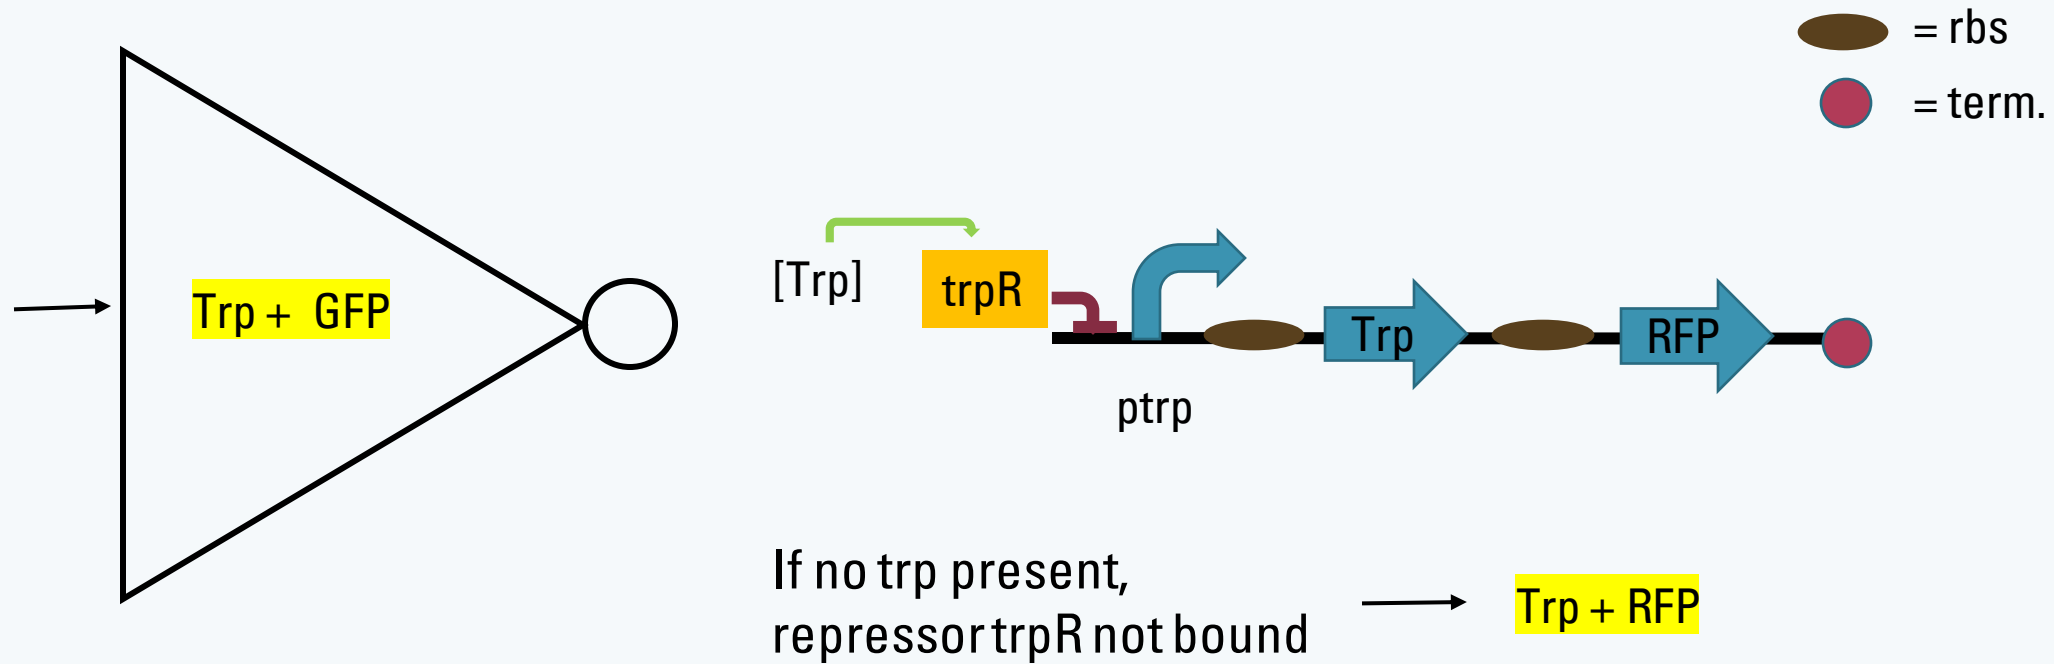 = rbs
= term.
Trp + GFP
[Trp]
trpR
Trp
RFP
ptrp
If no trp present,
repressor trpR not bound
Trp + RFP